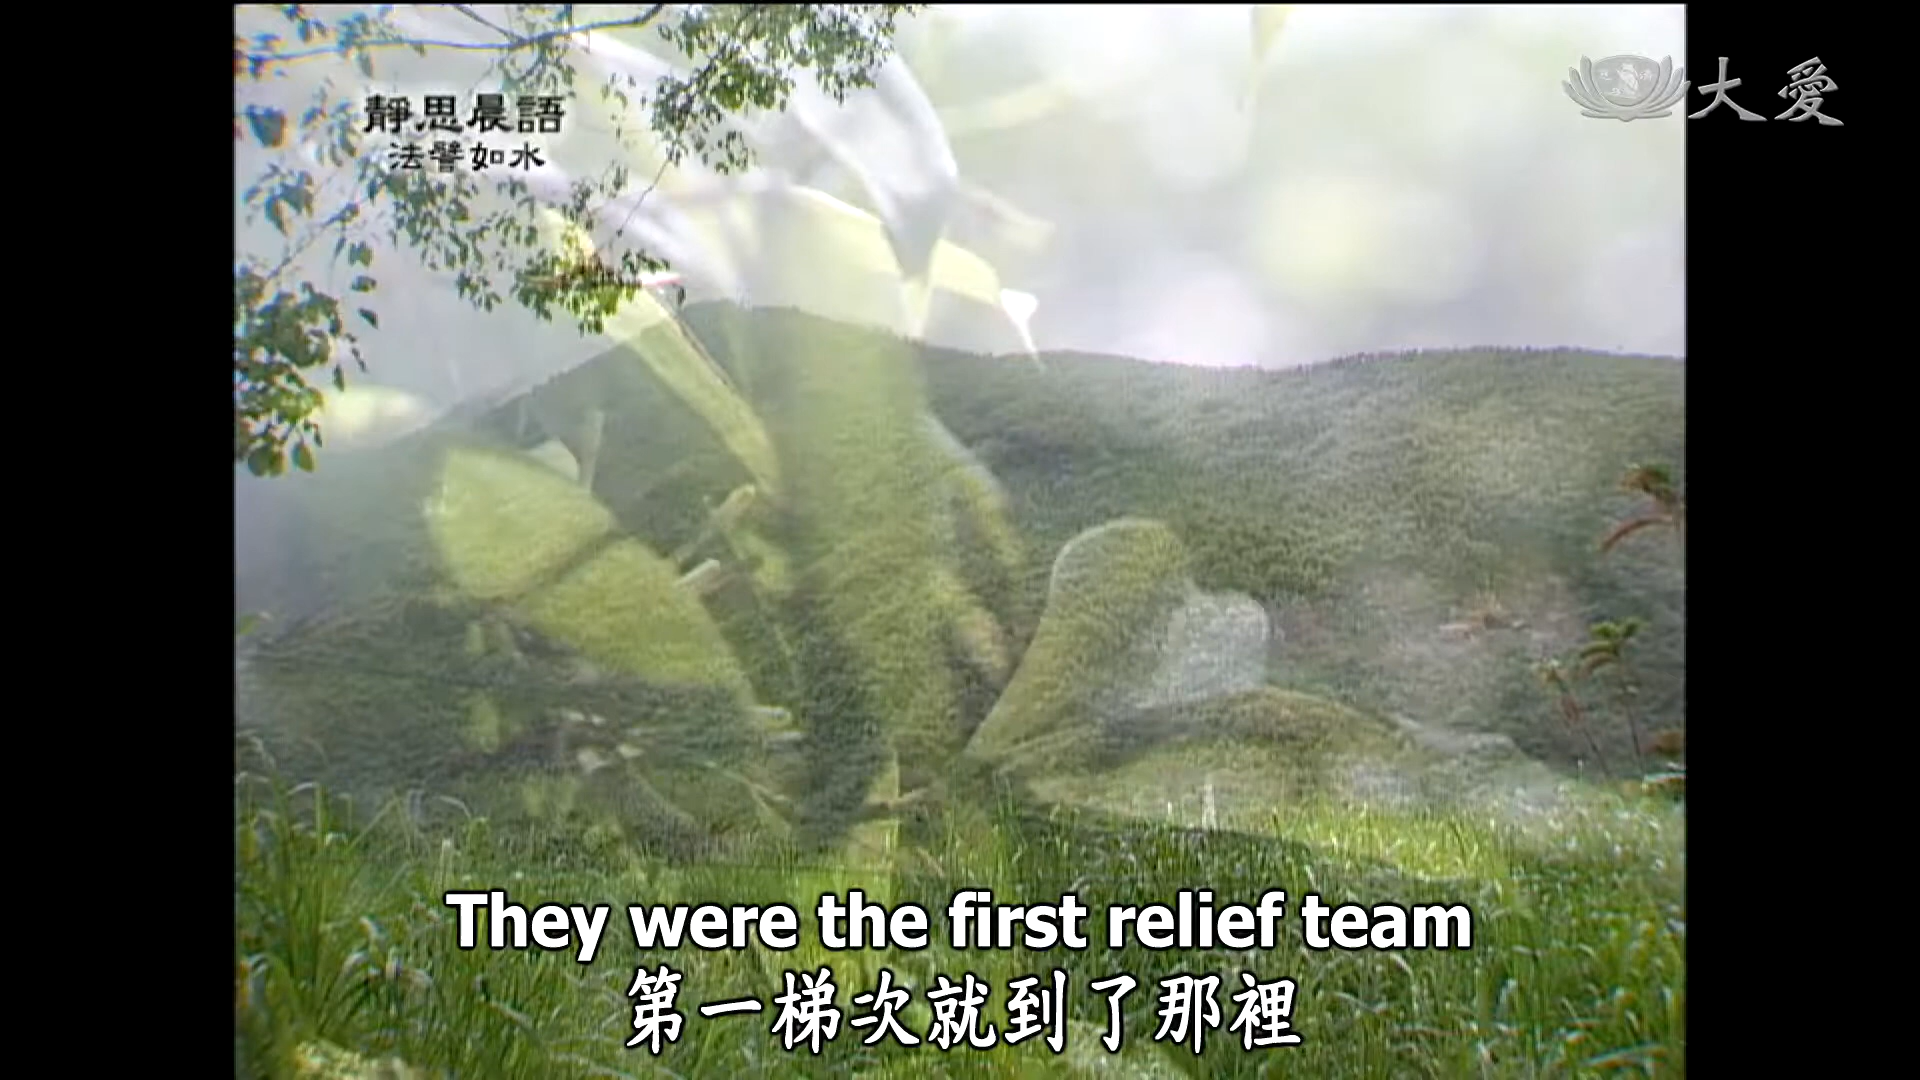 靜思晨語
法譬如水
大愛
They were the first relief team
第一梯次就到了那裡